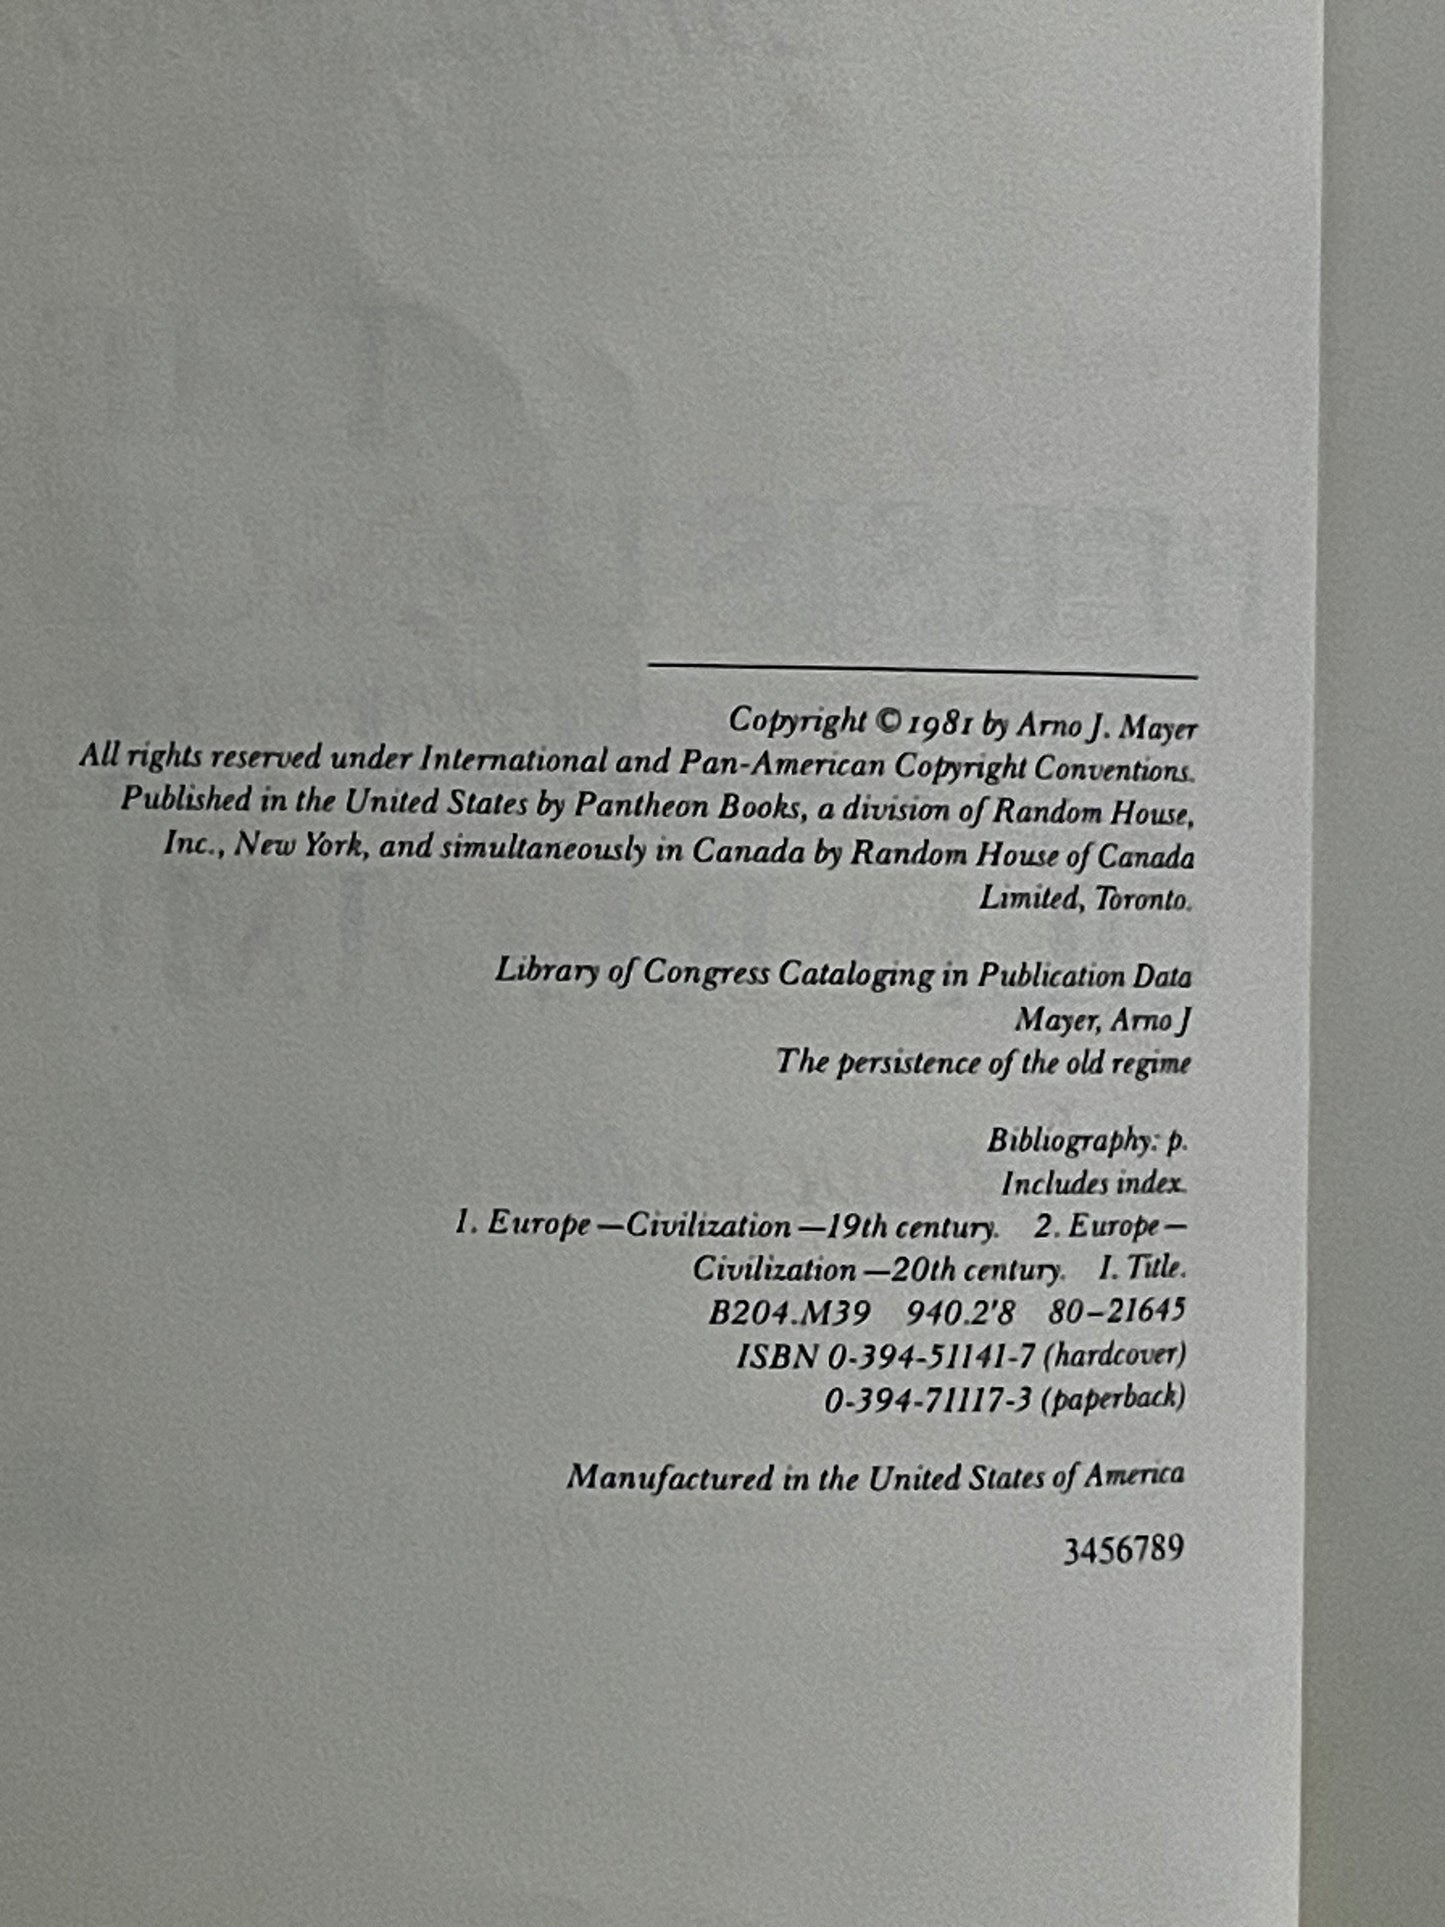 Copyright © 1981 by Arno J. Mayer
All rights reserved under International and Pan-American Copyright Conventions.
Published in the United States by Pantheon Books, a division of Random House,
Inc., New York, and simultaneously in Canada by Random House of Canada
Limited, Toronto.
Library of Congress Cataloging in Publication Data
Mayer, Arno J
The persistence of the old regime
Bibliography: p.
Includes index.
1. Europe—Civilization—19th century. 2. Europe—
Civilization—20th century. I. Title.
B204.M39 940.2'8 80–21645
ISBN 0-394-51141-7 (hardcover)
0-394-71117-3 (paperback)
Manufactured in the United States of America
3456789